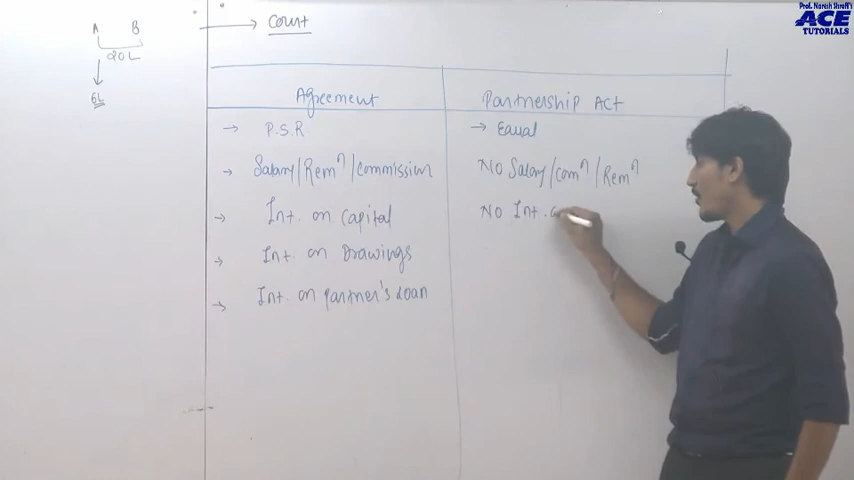 Prof. Naresh Shroff's
ACE
TUTORIALS
A B → Count
20L
6L
Agreement Partnership Act
→ P.S.R. → Equal
→ Salary/Remⁿ/Commission NO Salary/Comⁿ/Remⁿ
→ Int. on Capital NO Int.
→ Int. on Drawings
→ Int. on Partner's Loan